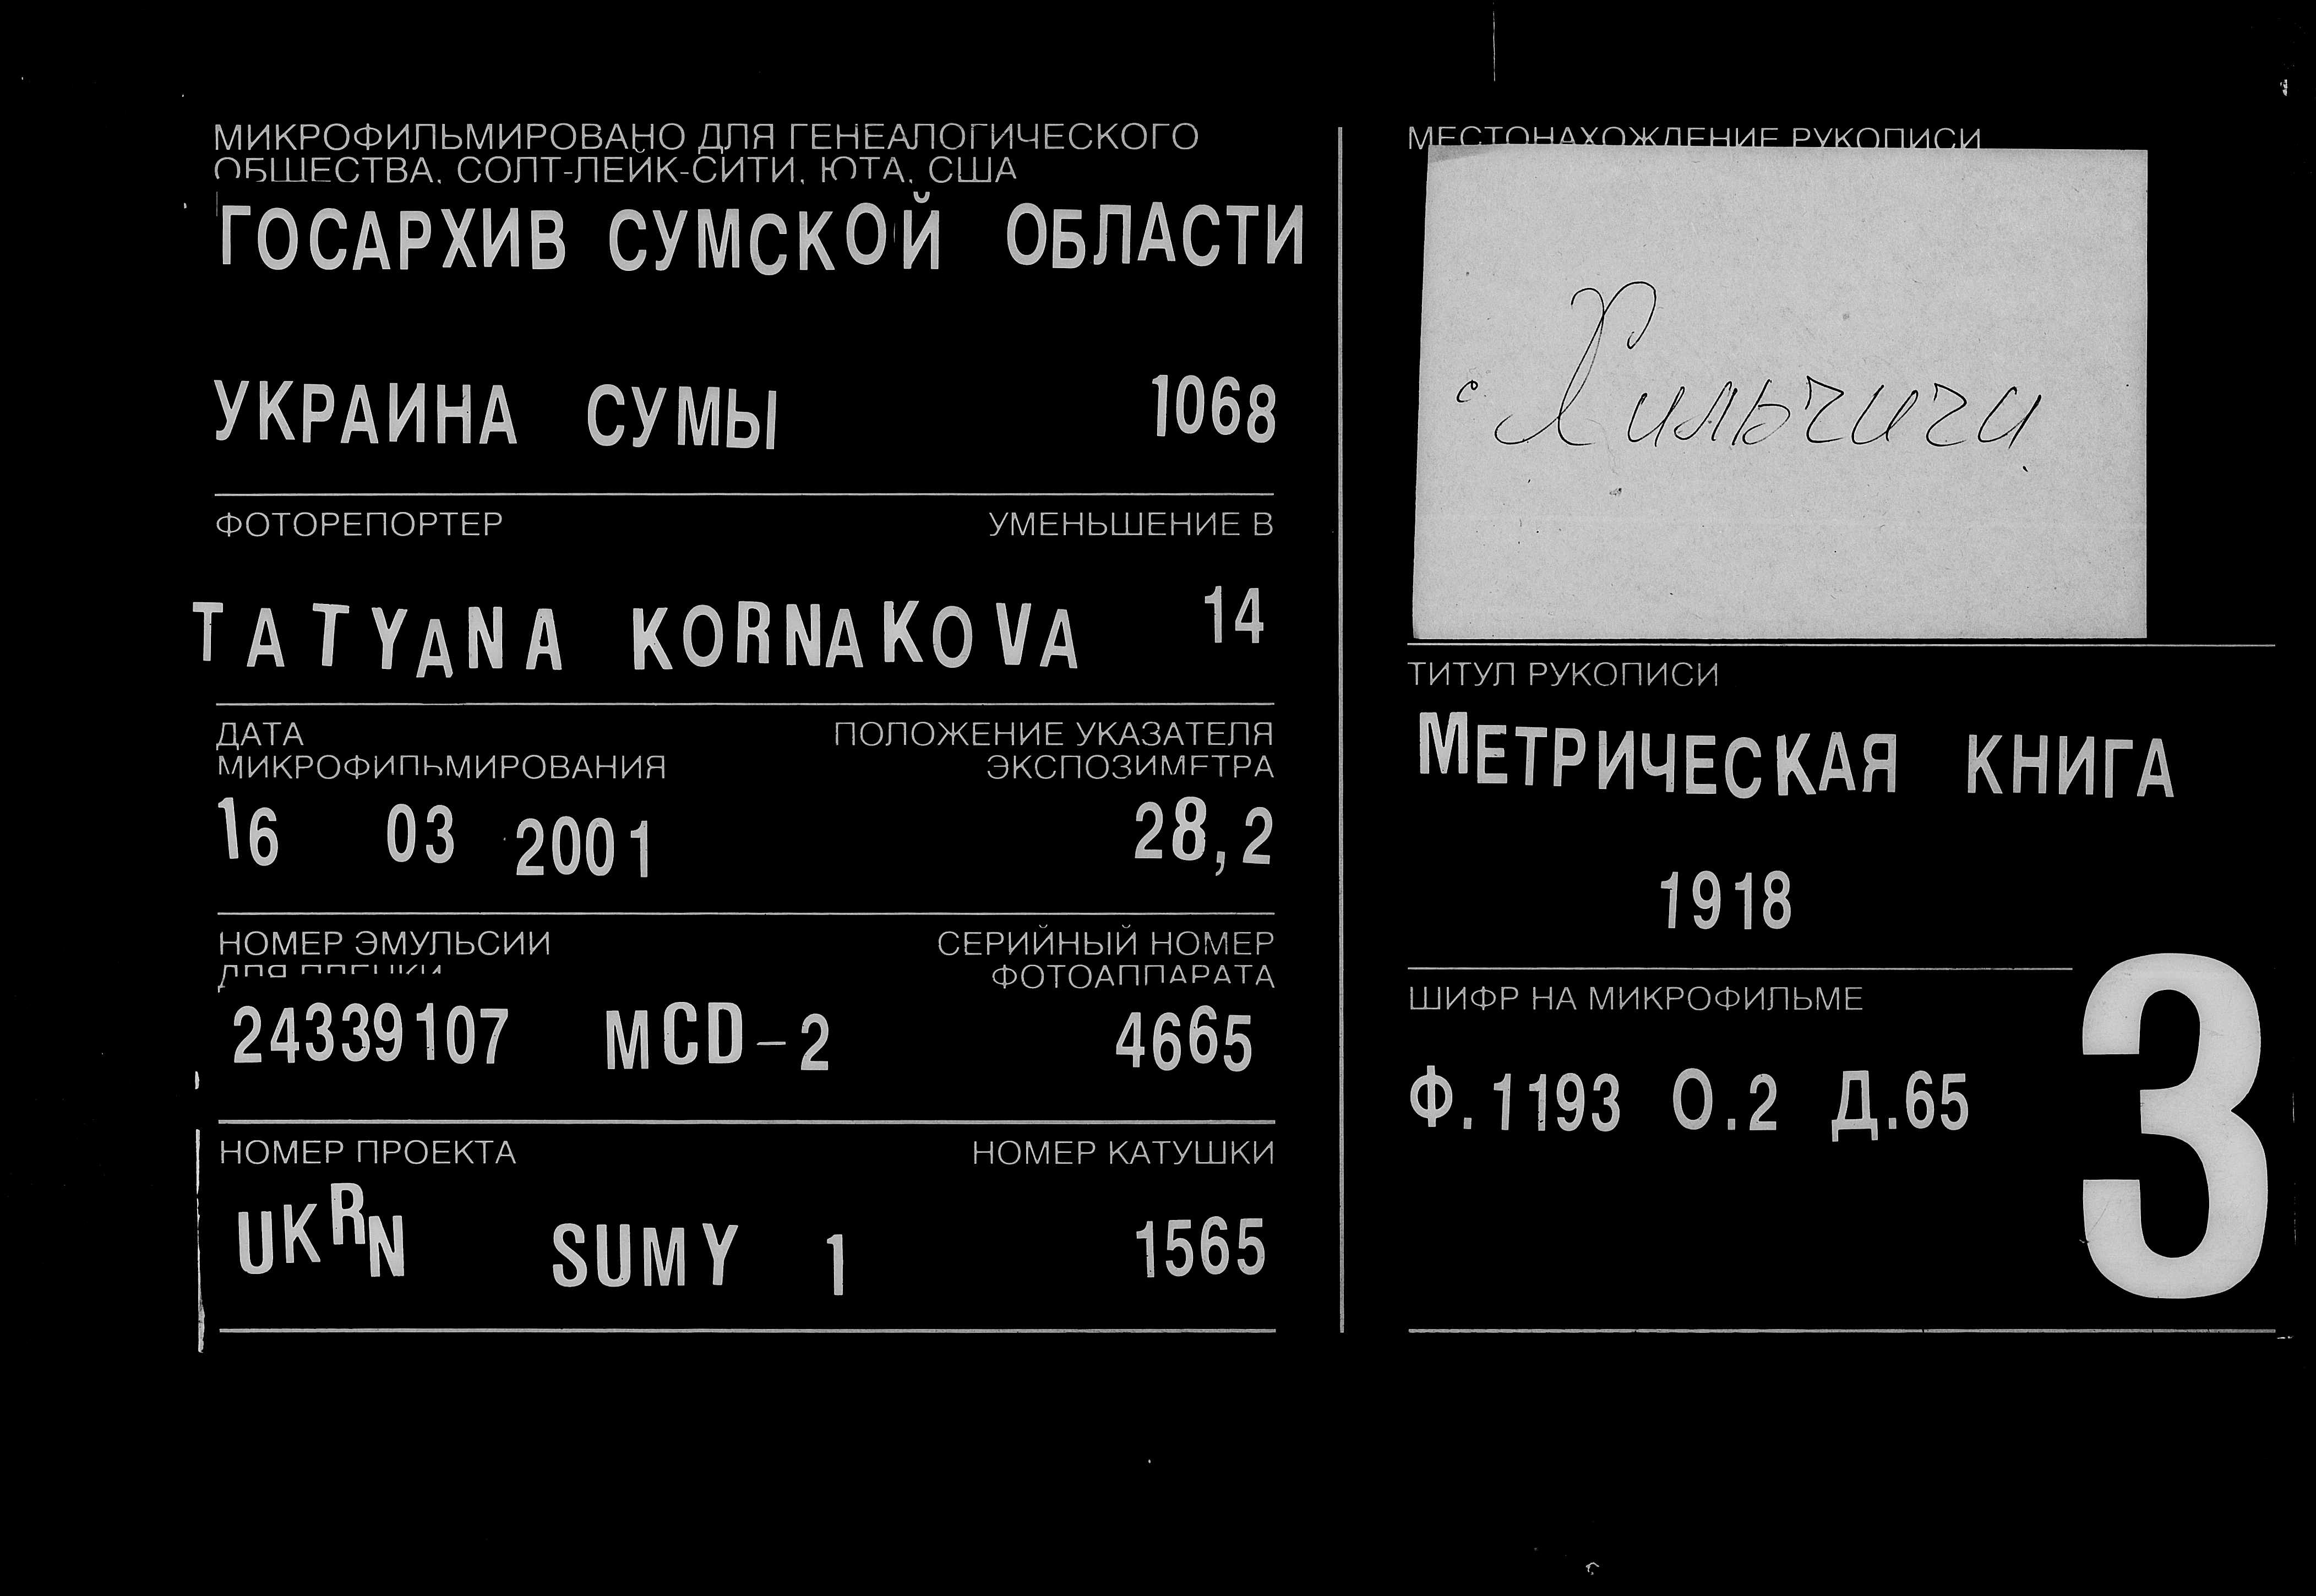 МИКРОФИЛЬМИРОВАНО ДЛЯ ГЕНЕАЛОГИЧЕСКОГО
ОБЩЕСТВА, СОЛТ-ЛЕЙК-СИТИ, ЮТА, США
ГОСАРХИВ СУМСКОЙ ОБЛАСТИ
УКРАИНА СУМЫ 1068
ФОТОРЕПОРТЕР УМЕНЬШЕНИЕ В
TATYANA KORNAKOVA 14
ДАТА ПОЛОЖЕНИЕ УКАЗАТЕЛЯ
МИКРОФИЛЬМИРОВАНИЯ ЭКСПОЗИМЕТРА
16 03 2001 28,2
НОМЕР ЭМУЛЬСИИ СЕРИЙНЫЙ НОМЕР
ФОТОАППАРАТА
24339107 MCD-2 4665
НОМЕР ПРОЕКТА НОМЕР КАТУШКИ
UKRN SUMY 1 1565
МЕСТОНАХОЖДЕНИЕ РУКОПИСИ
с. Хильчичи
ТИТУЛ РУКОПИСИ
МЕТРИЧЕСКАЯ КНИГА
1918
ШИФР НА МИКРОФИЛЬМЕ
Ф.1193 О.2 Д.65
3